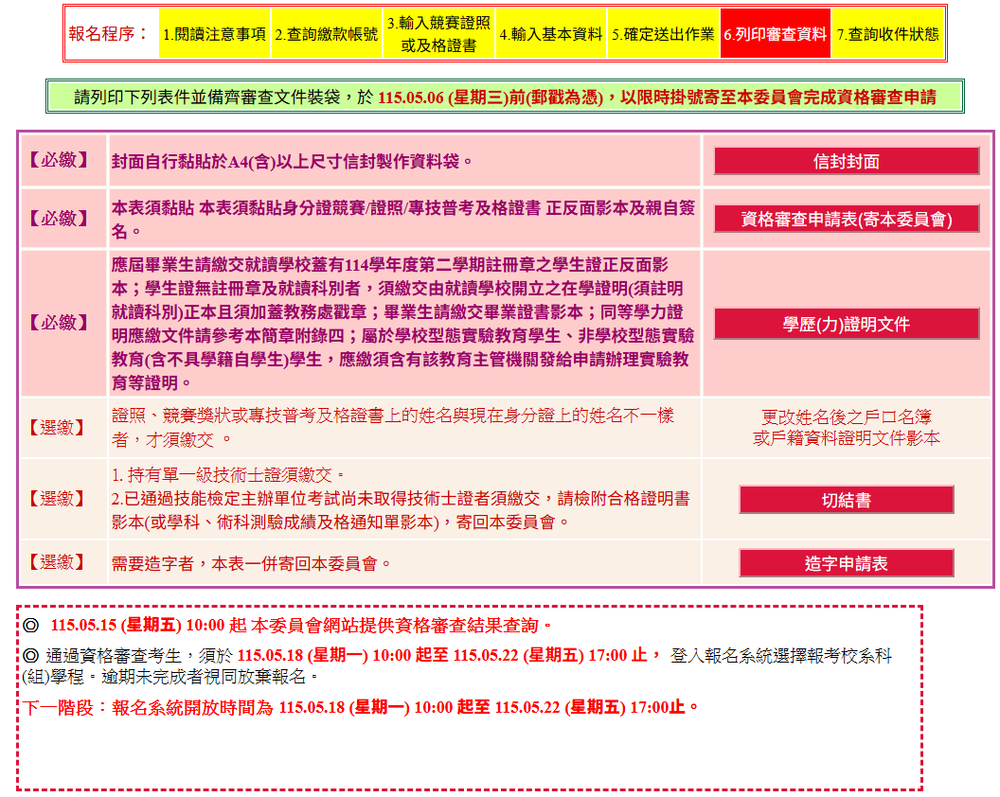 報名程序： 1.閱讀注意事項 2.查詢繳款帳號 3.輸入競賽證照或及格證書 4.輸入基本資料 5.確定送出作業 6.列印審查資料 7.查詢收件狀態
請列印下列表件並備齊審查文件裝袋，於 115.05.06 (星期三)前(郵戳為憑)，以限時掛號寄至本委員會完成資格審查申請
【必繳】 封面自行黏貼於A4(含)以上尺寸信封製作資料袋。 信封封面
【必繳】 本表須黏貼 本表須黏貼身分證競賽/證照/專技普考及格證書 正反面影本及親自簽
名。
資格審查申請表(寄本委員會)
【必繳】 應屆畢業生請繳交就讀學校蓋有114學年度第二學期註冊章之學生證正反面影
本；學生證無註冊章及就讀科別者，須繳交由就讀學校開立之在學證明(須註明
就讀科別)正本且須加蓋教務處戳章；畢業生請繳交畢業證書影本；同等學力證
明應繳文件請參考本簡章附錄四；屬於學校型態實驗教育學生、非學校型態實驗
教育(含不具學籍自學生)學生，應繳須含有該教育主管機關發給申請辦理實驗教
育等證明。
學歷(力)證明文件
【選繳】 證照、競賽獎狀或專技普考及格證書上的姓名與現在身分證上的姓名不一樣
者，才須繳交 。
更改姓名後之戶口名簿
或戶籍資料證明文件影本
【選繳】 1. 持有單一級技術士證須繳交。
2.已通過技能檢定主辦單位考試尚未取得技術士證者須繳交，請檢附合格證明書
影本(或學科、術科測驗成績及格通知單影本)，寄回本委員會。
切結書
【選繳】 需要造字者，本表一併寄回本委員會。 造字申請表
◎ 115.05.15 (星期五) 10:00 起 本委員會網站提供資格審查結果查詢。
◎ 通過資格審查考生，須於 115.05.18 (星期一) 10:00 起至 115.05.22 (星期五) 17:00 止， 登入報名系統選擇報考校系科
(組)學程。逾期未完成者視同放棄報名。
下一階段：報名系統開放時間為 115.05.18 (星期一) 10:00 起至 115.05.22 (星期五) 17:00止。